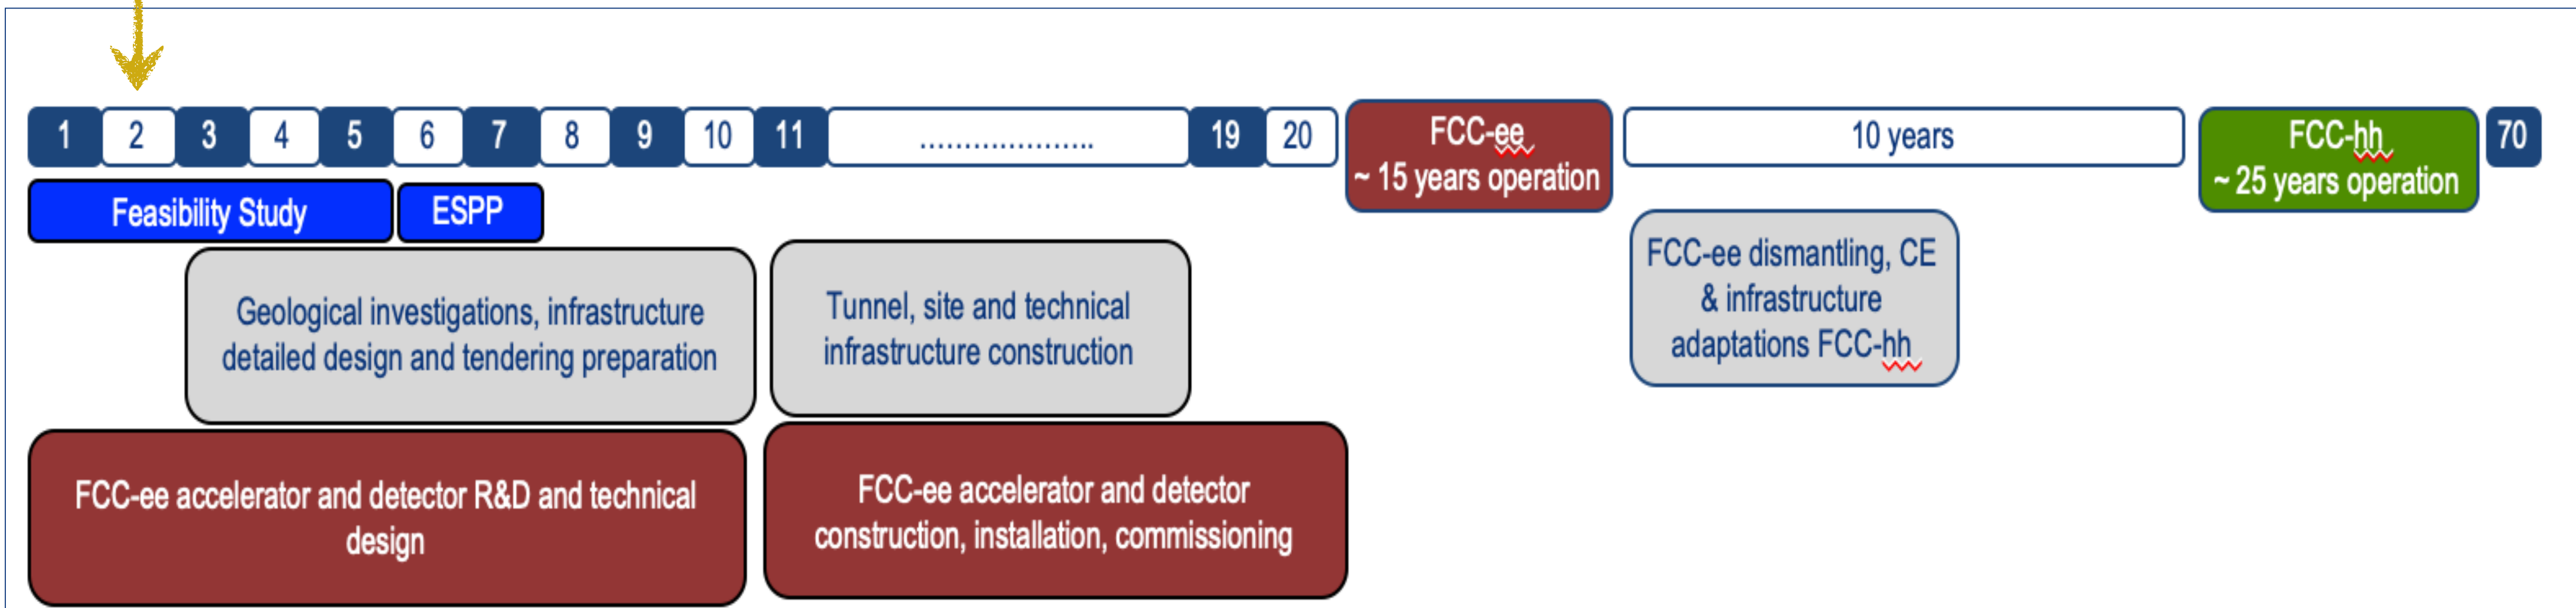 1 2 3 4 5 6 7 8 9 10 11 ..................... 19 20
FCC-ee
~ 15 years operation
10 years
FCC-hh
~ 25 years operation
70
Feasibility Study
ESPP
Geological investigations, infrastructure
detailed design and tendering preparation
Tunnel, site and technical
infrastructure construction
FCC-ee dismantling, CE
& infrastructure
adaptations FCC-hh
FCC-ee accelerator and detector R&D and technical
design
FCC-ee accelerator and detector
construction, installation, commissioning